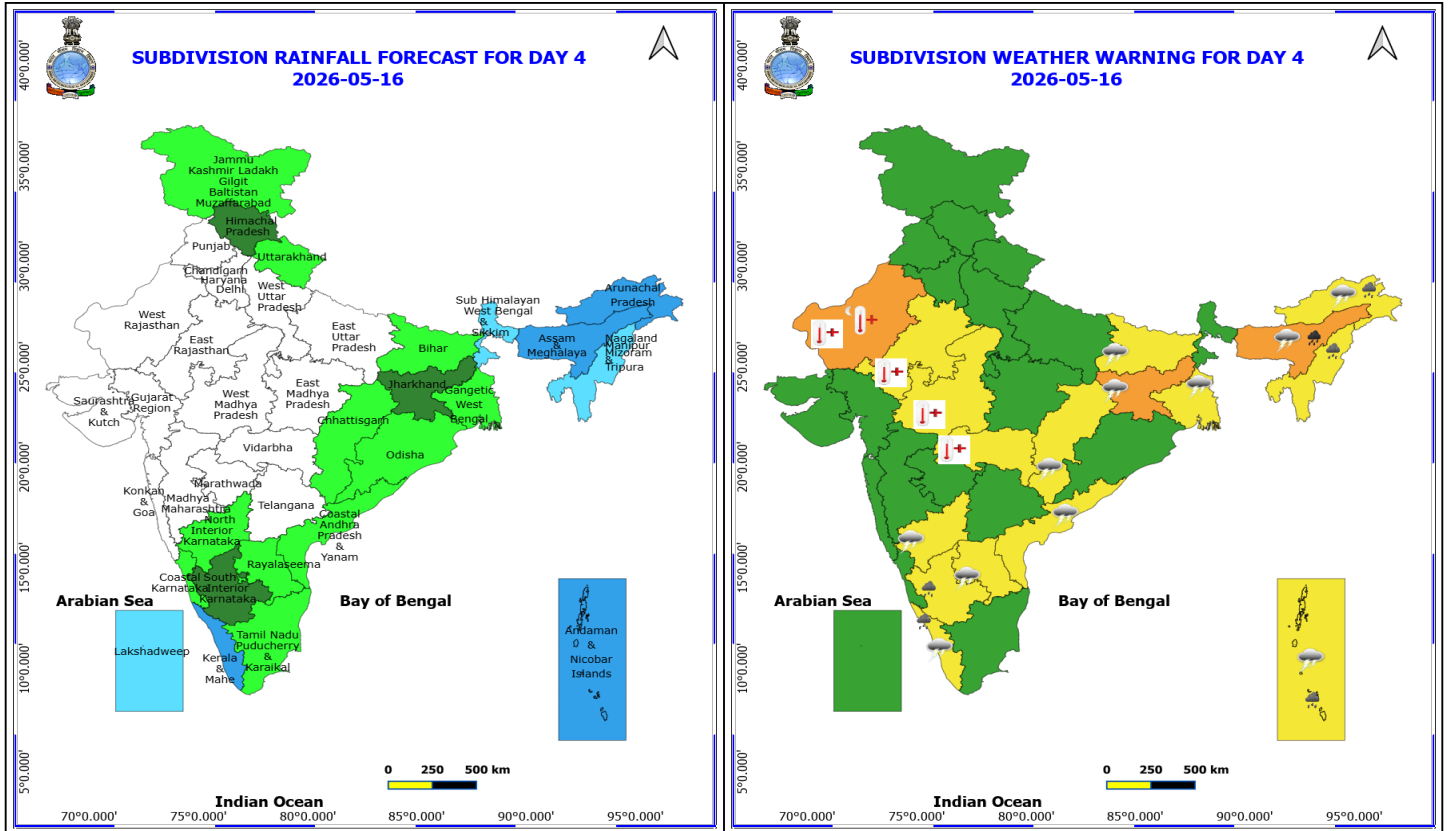 SUBDIVISION RAINFALL FORECAST FOR DAY 4
2026-05-16
40°0.000'
35°0.000'
30°0.000'
25°0.000'
20°0.000'
15°0.000'
10°0.000'
5°0.000'
Jammu
Kashmir Ladakh
Gilgit
Baltistan
Muzaffarabad
Himachal
Pradesh
Punjab
Uttarakhand
Chandigarh
Haryana
Delhi
West
Uttar
Pradesh
West
Rajasthan
East
Rajasthan
East
Uttar
Pradesh
Sub Himalayan
West Bengal
&
Sikkim
Arunachal
Pradesh
Assam
&
Meghalaya
Nagaland
Manipur
Mizoram
&
Tripura
Bihar
Jharkhand
Gangetic
West
Bengal
Saurashtra
&
Kutch
Gujarat
Region
West
Madhya
Pradesh
East
Madhya
Pradesh
Chhattisgarh
Odisha
Vidarbha
Konkan
&
Goa
Madhya
Maharashtra
Marathwada
Telangana
North
Interior
Karnataka
Coastal
Andhra
Pradesh
&
Yanam
Rayalaseema
Coastal
Karnataka
South
Interior
Karnataka
Tamil Nadu
Puducherry
&
Karaikal
Kerala
&
Mahe
Arabian Sea
Lakshadweep
Bay of Bengal
Andaman
&
Nicobar
Islands
0 250 500 km
Indian Ocean
70°0.000' 75°0.000' 80°0.000' 85°0.000' 90°0.000' 95°0.000'
SUBDIVISION WEATHER WARNING FOR DAY 4
2026-05-16
40°0.000'
35°0.000'
30°0.000'
25°0.000'
20°0.000'
15°0.000'
10°0.000'
5°0.000'
Arabian Sea
Bay of Bengal
0 250 500 km
Indian Ocean
70°0.000' 75°0.000' 80°0.000' 85°0.000' 90°0.000' 95°0.000'